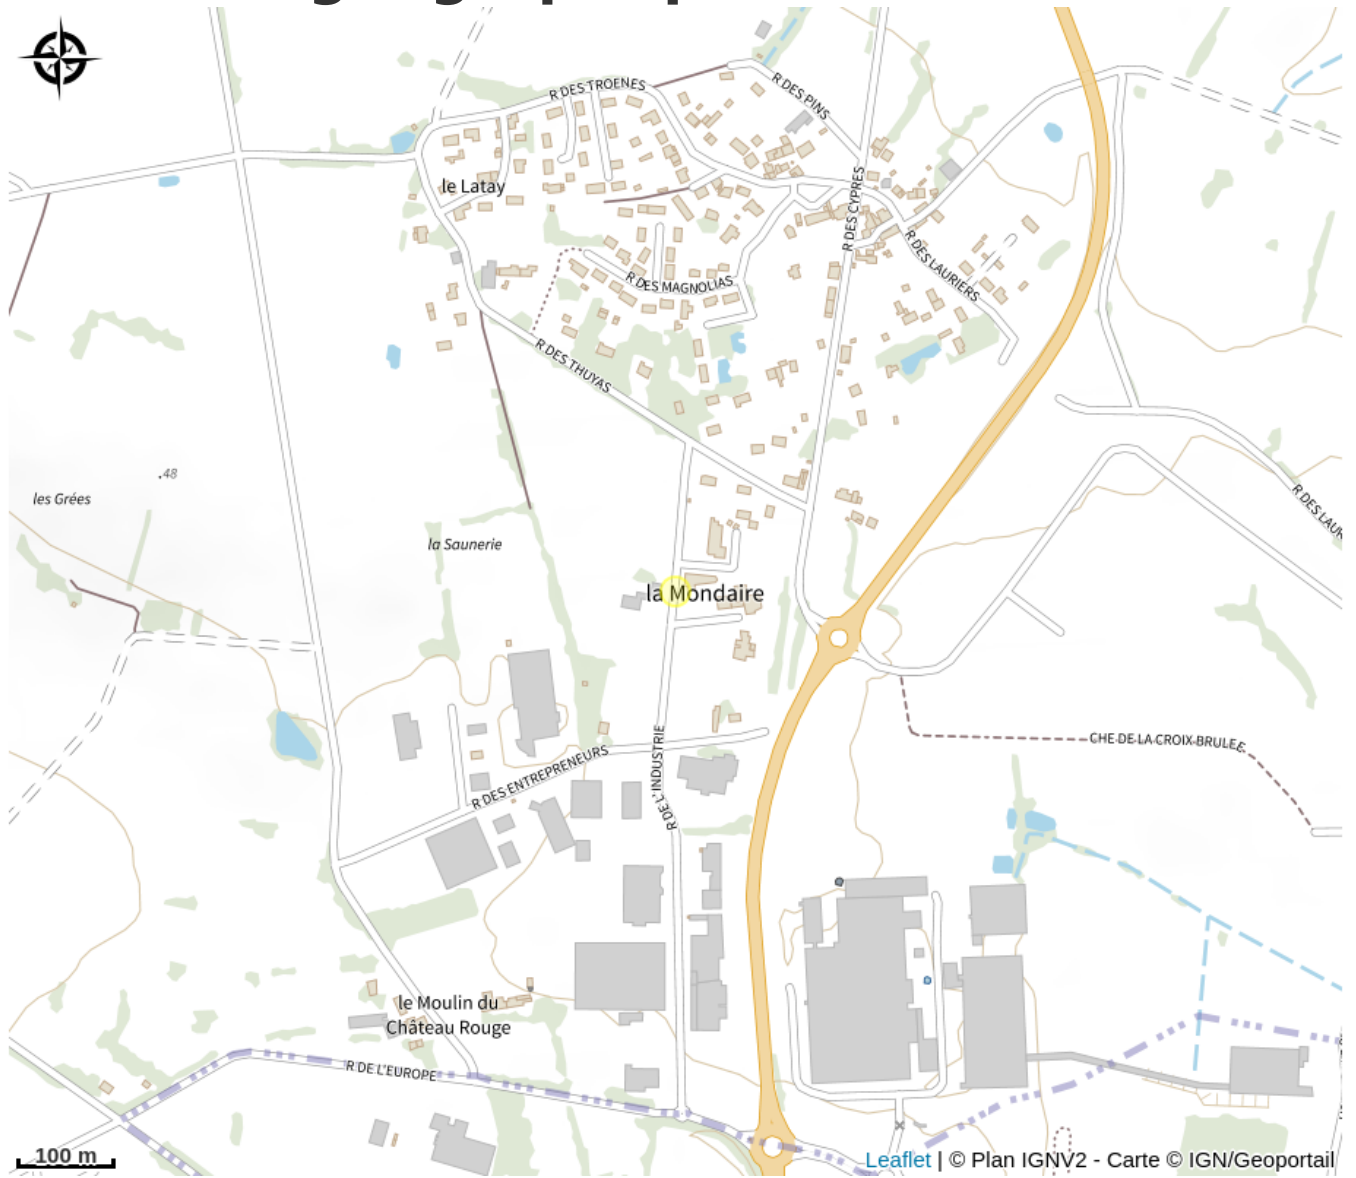 R DES TROENES
R DES PINS
le Latay
R DES CYPRES
R DES LAURIERS
R DES MAGNOLIAS
R DES THUYAS
.48
les Grées
R DES LAUR
la Saunerie
la Mondaire
R DE L'INDUSTRIE
CHE DE LA CROIX BRULEE
R DES ENTREPRENEURS
le Moulin du
Château Rouge
R DE L'EUROPE
100 m
Leaflet | © Plan IGNV2 - Carte © IGN/Geoportail